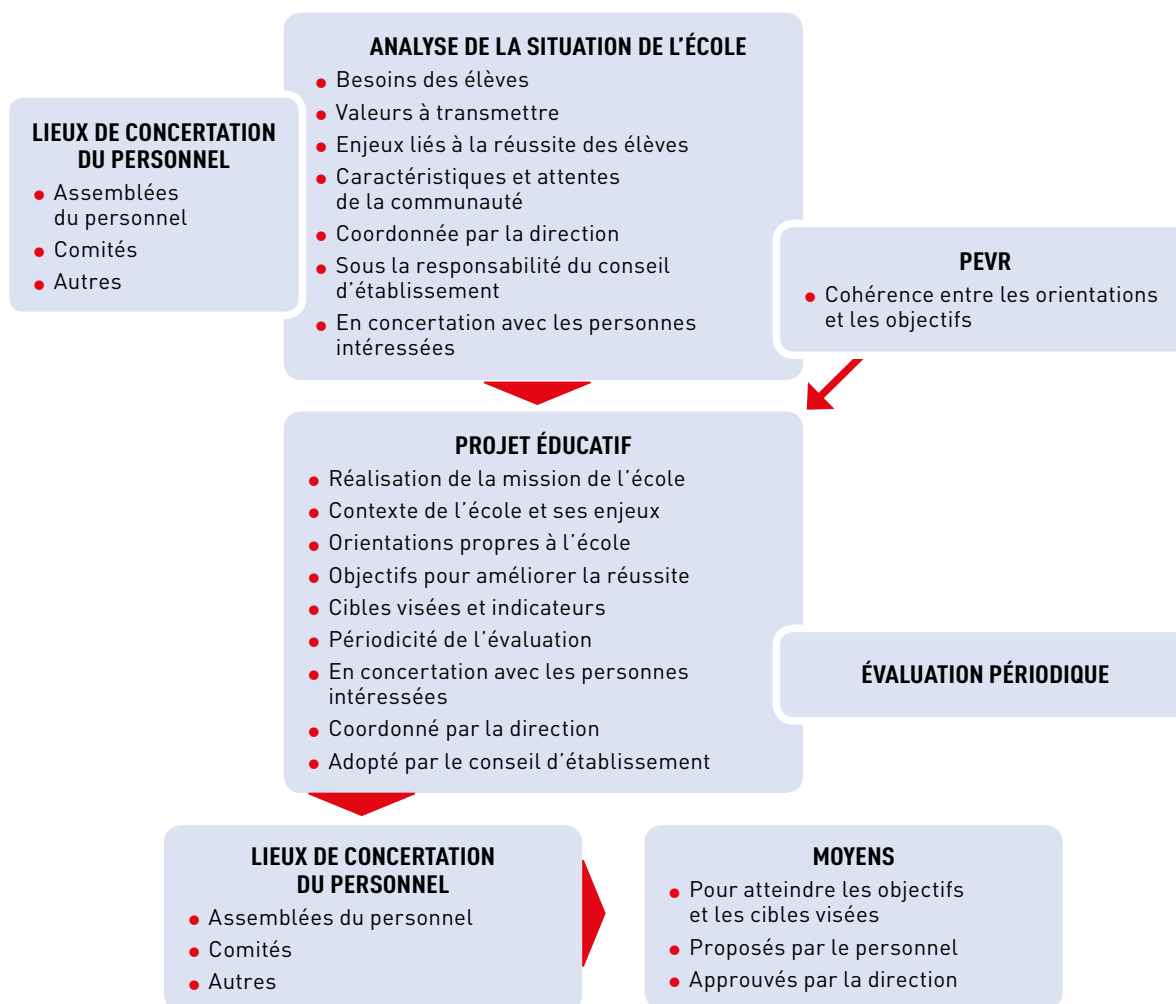 ANALYSE DE LA SITUATION DE L'ÉCOLE
• Besoins des élèves
• Valeurs à transmettre
• Enjeux liés à la réussite des élèves
• Caractéristiques et attentes
de la communauté
• Coordonnée par la direction
• Sous la responsabilité du conseil
d'établissement
• En concertation avec les personnes
intéressées
LIEUX DE CONCERTATION
DU PERSONNEL
• Assemblées
du personnel
• Comités
• Autres
PEVR
• Cohérence entre les orientations
et les objectifs
PROJET ÉDUCATIF
• Réalisation de la mission de l'école
• Contexte de l'école et ses enjeux
• Orientations propres à l'école
• Objectifs pour améliorer la réussite
• Cibles visées et indicateurs
• Périodicité de l'évaluation
• En concertation avec les personnes
intéressées
• Coordonné par la direction
• Adopté par le conseil d'établissement
ÉVALUATION PÉRIODIQUE
LIEUX DE CONCERTATION
DU PERSONNEL
• Assemblées du personnel
• Comités
• Autres
MOYENS
• Pour atteindre les objectifs
et les cibles visées
• Proposés par le personnel
• Approuvés par la direction